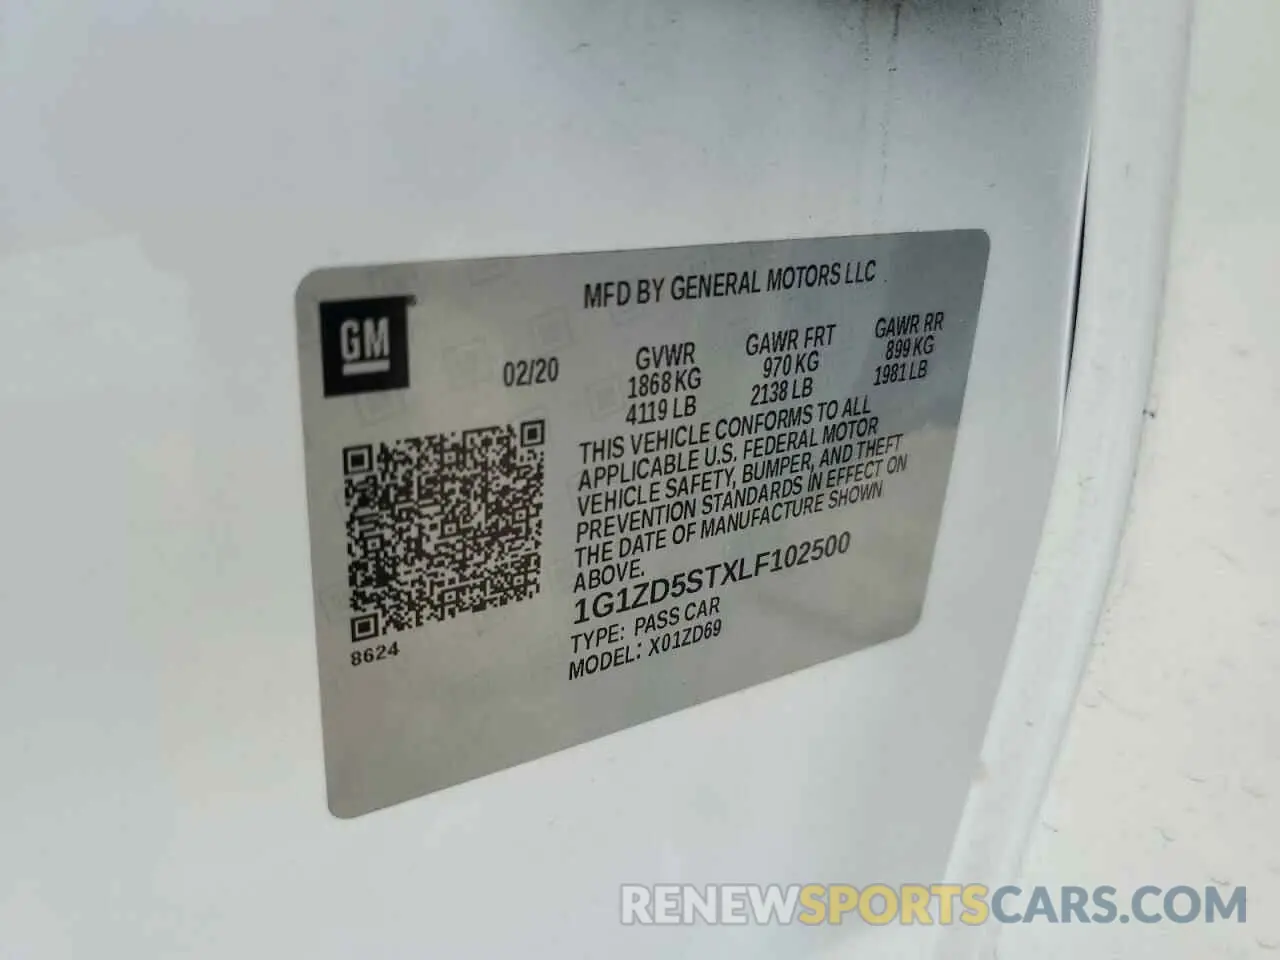 MFD BY GENERAL MOTORS LLC
GM
02/20
GVWR
1868 KG
4119 LB
GAWR FRT
970 KG
2138 LB
GAWR RR
899 KG
1981 LB
THIS VEHICLE CONFORMS TO ALL
APPLICABLE U.S. FEDERAL MOTOR
VEHICLE SAFETY, BUMPER, AND THEFT
PREVENTION STANDARDS IN EFFECT ON
THE DATE OF MANUFACTURE SHOWN
ABOVE.
1G1ZD5STXLF102500
TYPE: PASS CAR
MODEL: X01ZD69
8624
RENEWSPORTSCARS.COM